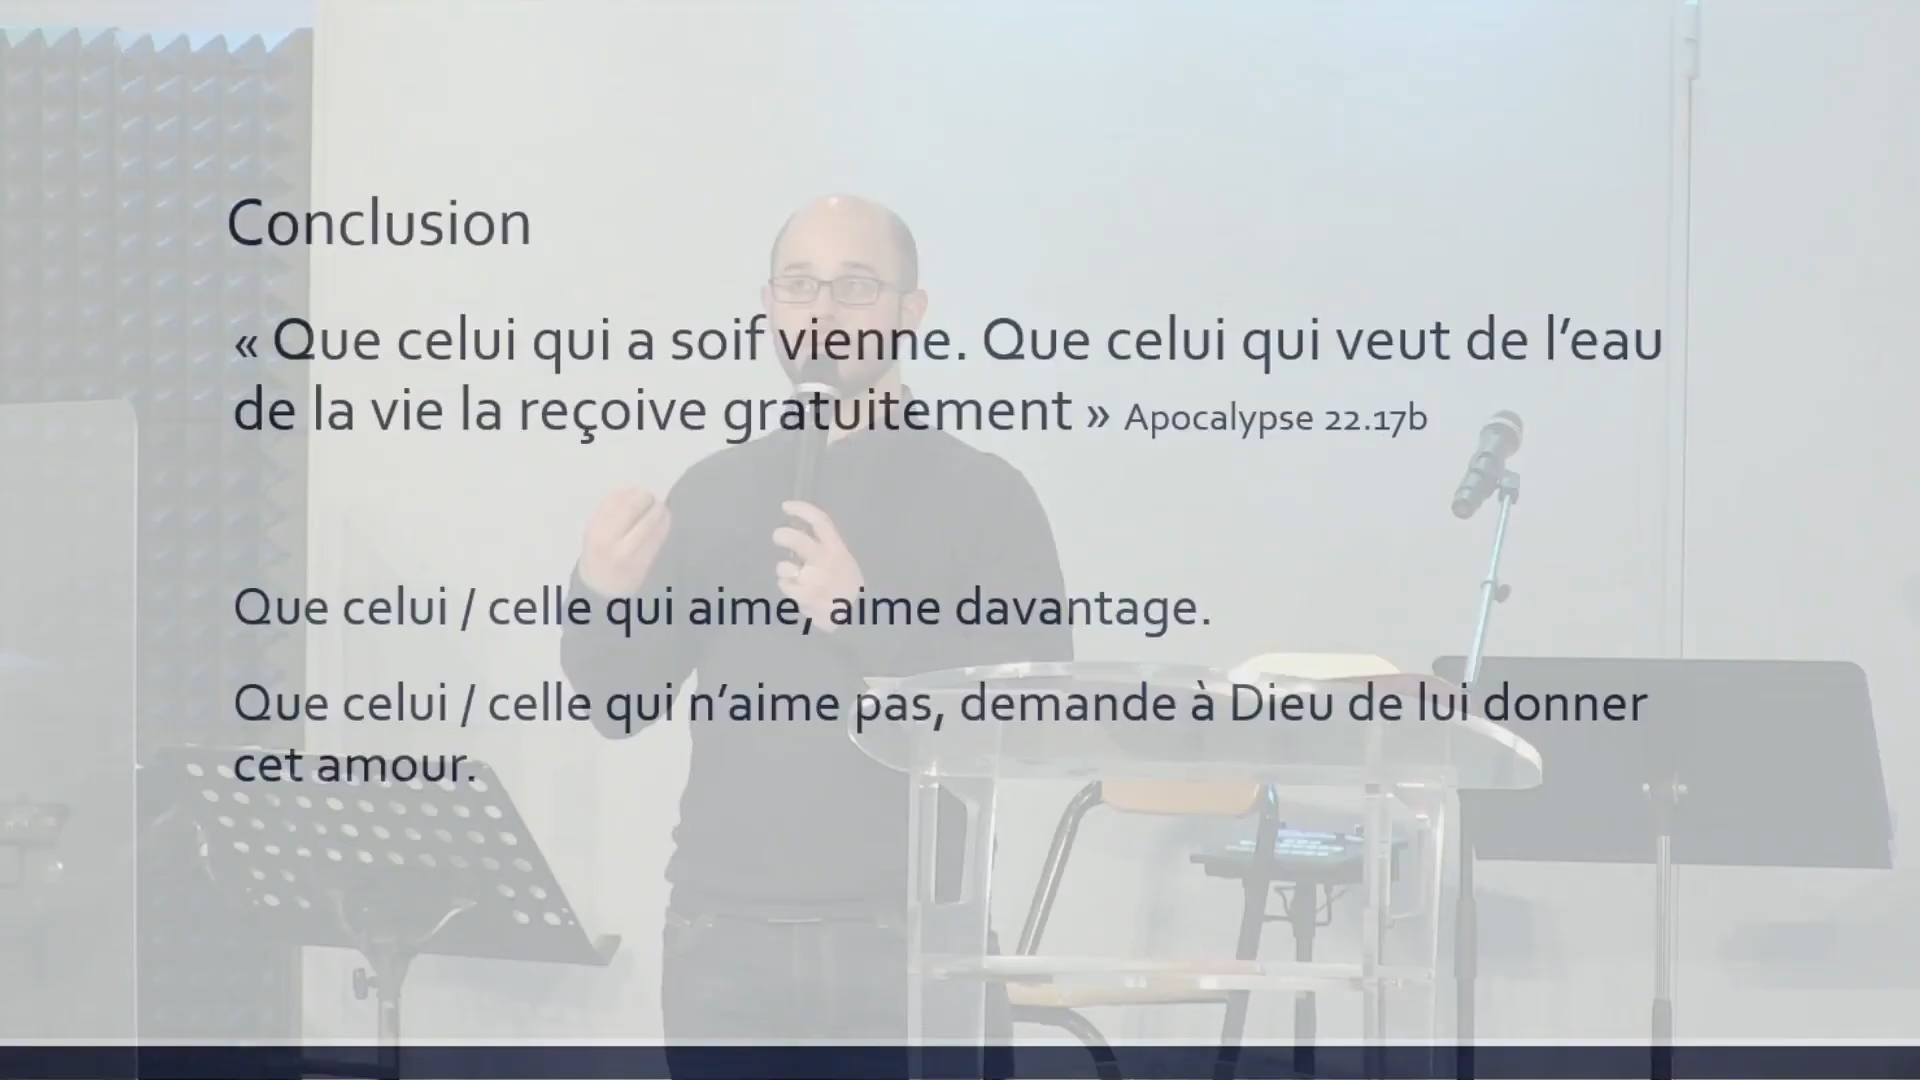 Conclusion
« Que celui qui a soif vienne. Que celui qui veut de l’eau
de la vie la reçoive gratuitement » Apocalypse 22.17b
Que celui / celle qui aime, aime davantage.
Que celui / celle qui n’aime pas, demande à Dieu de lui donner
cet amour.